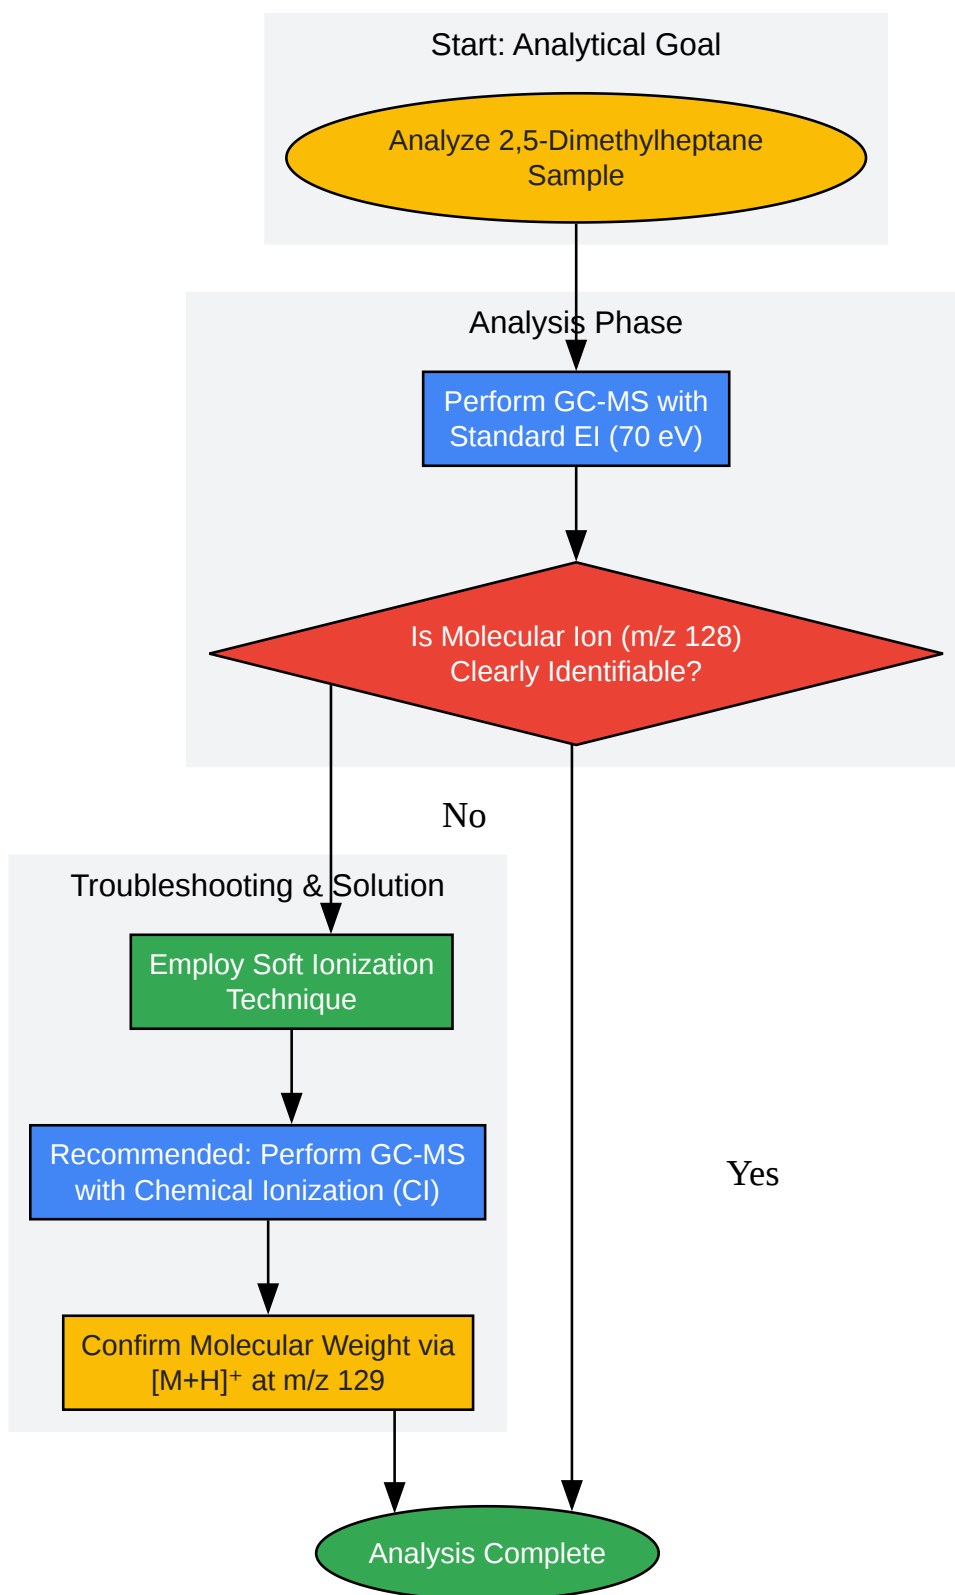 Start: Analytical Goal
Analyze 2,5-Dimethylheptane
Sample
Analysis Phase
Perform GC-MS with
Standard EI (70 eV)
Is Molecular Ion (m/z 128)
Clearly Identifiable?
No
Troubleshooting & Solution
Employ Soft Ionization
Technique
Recommended: Perform GC-MS
with Chemical Ionization (CI)
Yes
Confirm Molecular Weight via
[M+H]⁺ at m/z 129
Analysis Complete